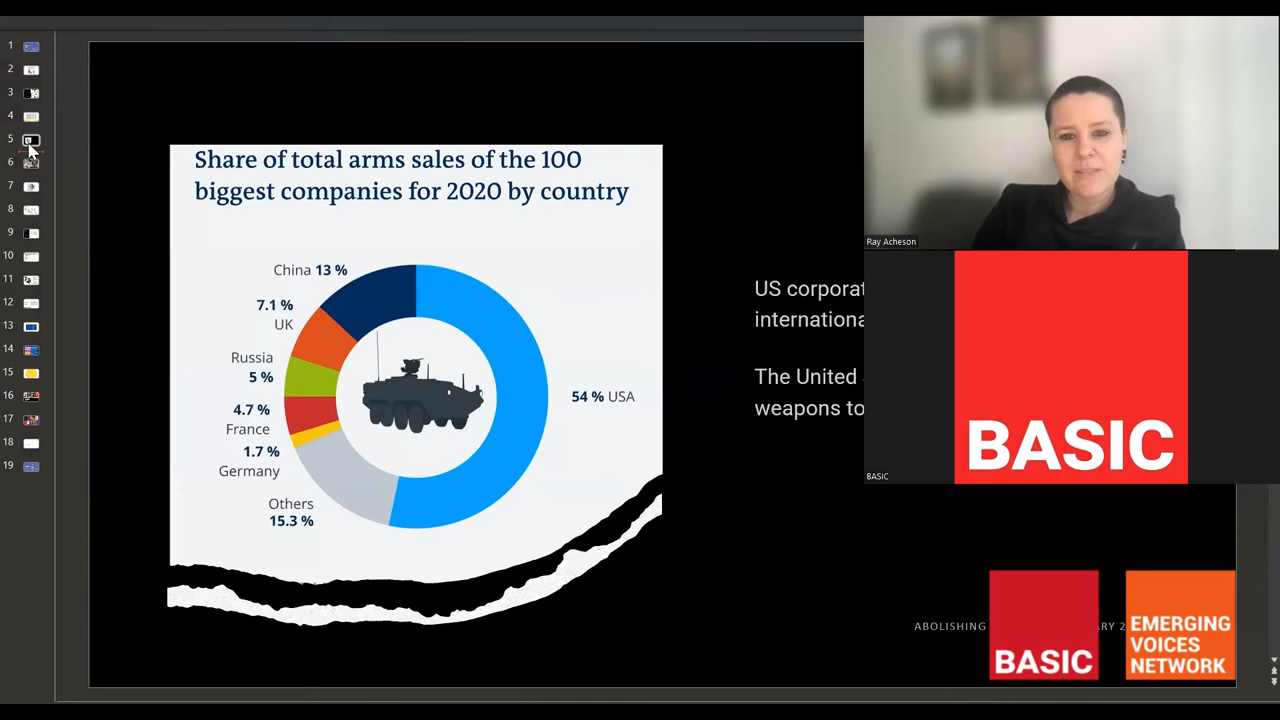 1
2
3
4
5
6
7
8
9
10
11
12
13
14
15
16
17
18
19
Share of total arms sales of the 100
biggest companies for 2020 by country
China 13 %
7.1 %
UK
Russia
5 %
4.7 %
France
1.7 %
Germany
Others
15.3 %
54 % USA
US corporat
internationa
The United
weapons to
Ray Acheson
BASIC
BASIC
ABOLISHING
ARY 2
BASIC
EMERGING
VOICES
NETWORK